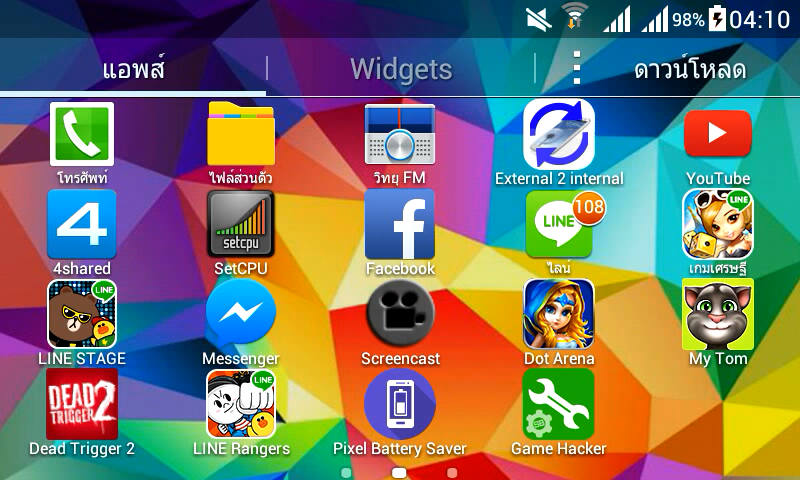 98% 04:10
แอพส์ Widgets ดาวน์โหลด
โทรศัพท์ ไฟล์ส่วนตัว วิทยุ FM External 2 internal YouTube
4 setcpu f LINE 108 LINE
4shared SetCPU Facebook ไลน์ เกมเศรษฐี
LINE
LINE STAGE Messenger Screencast Dot Arena My Tom
DEAD TRIGGER 2 LINE SB
Dead Trigger 2 LINE Rangers Pixel Battery Saver Game Hacker